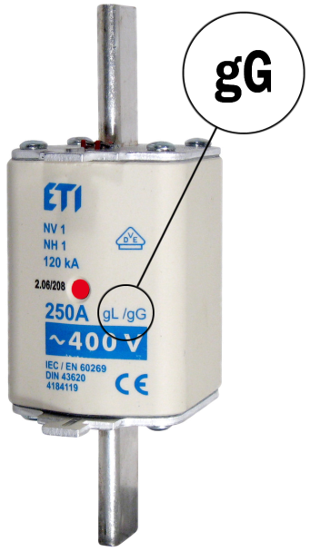 gG
ETI
NV 1
NH 1
120 kA
VDE
2.06/208
250A gL/gG
~400 V
IEC / EN 60269
DIN 43620
4184119
CE